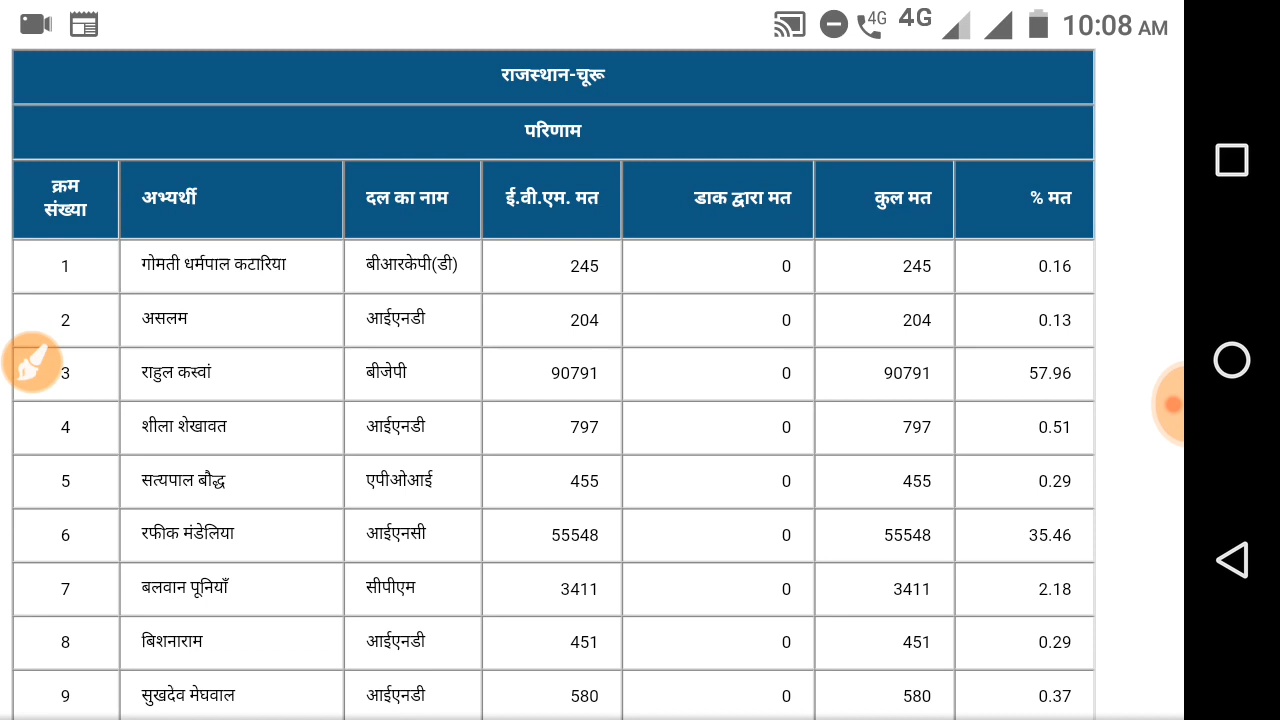 4G 4G 10:08 AM
राजस्थान-चूरू
परिणाम
क्रम संख्या अभ्यर्थी दल का नाम ई.वी.एम. मत डाक द्वारा मत कुल मत % मत
1 गोमती धर्मपाल कटारिया बीआरकेपी(डी) 245 0 245 0.16
2 असलम आईएनडी 204 0 204 0.13
3 राहुल कस्वां बीजेपी 90791 0 90791 57.96
4 शीला शेखावत आईएनडी 797 0 797 0.51
5 सत्यपाल बौद्ध एपीओआई 455 0 455 0.29
6 रफीक मंडेलिया आईएनसी 55548 0 55548 35.46
7 बलवान पूनियाँ सीपीएम 3411 0 3411 2.18
8 बिशनाराम आईएनडी 451 0 451 0.29
9 सुखदेव मेघवाल आईएनडी 580 0 580 0.37